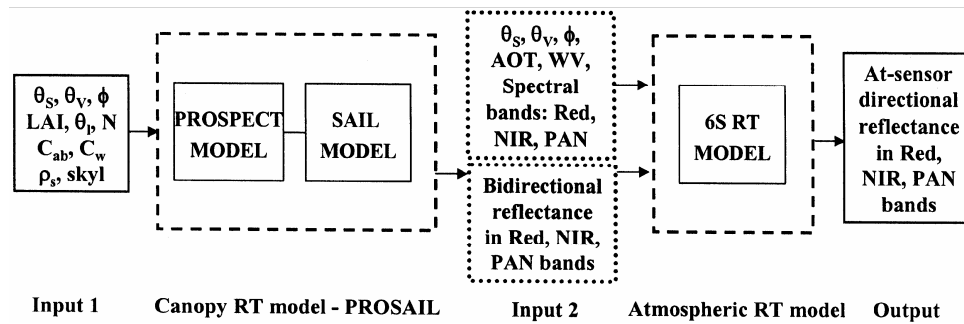 θS, θV, ϕ
LAI, θl, N
Cab, Cw
ρs, skyl
PROSPECT
MODEL
SAIL
MODEL
θS, θV, ϕ,
AOT, WV,
Spectral
bands: Red,
NIR, PAN
Bidirectional
reflectance
in Red, NIR,
PAN bands
6S RT
MODEL
At-sensor
directional
reflectance
in Red,
NIR, PAN
bands
Input 1
Canopy RT model - PROSAIL
Input 2
Atmospheric RT model
Output